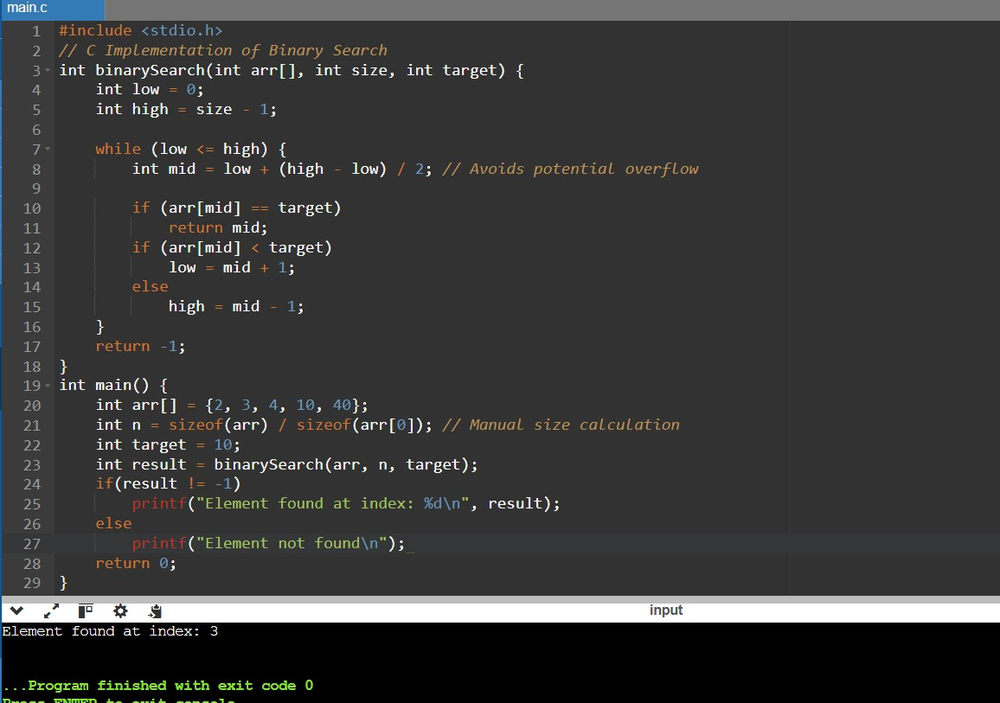 main.c
1 #include <stdio.h>
2 // C Implementation of Binary Search
3 int binarySearch(int arr[], int size, int target) {
4     int low = 0;
5     int high = size - 1;
6
7     while (low <= high) {
8         int mid = low + (high - low) / 2; // Avoids potential overflow
9
10         if (arr[mid] == target)
11             return mid;
12         if (arr[mid] < target)
13             low = mid + 1;
14         else
15             high = mid - 1;
16     }
17     return -1;
18 }
19 int main() {
20     int arr[] = {2, 3, 4, 10, 40};
21     int n = sizeof(arr) / sizeof(arr[0]); // Manual size calculation
22     int target = 10;
23     int result = binarySearch(arr, n, target);
24     if(result != -1)
25         printf("Element found at index: %d\n", result);
26     else
27         printf("Element not found\n");
28     return 0;
29 }
input
Element found at index: 3
...Program finished with exit code 0
Press ENTER to exit console